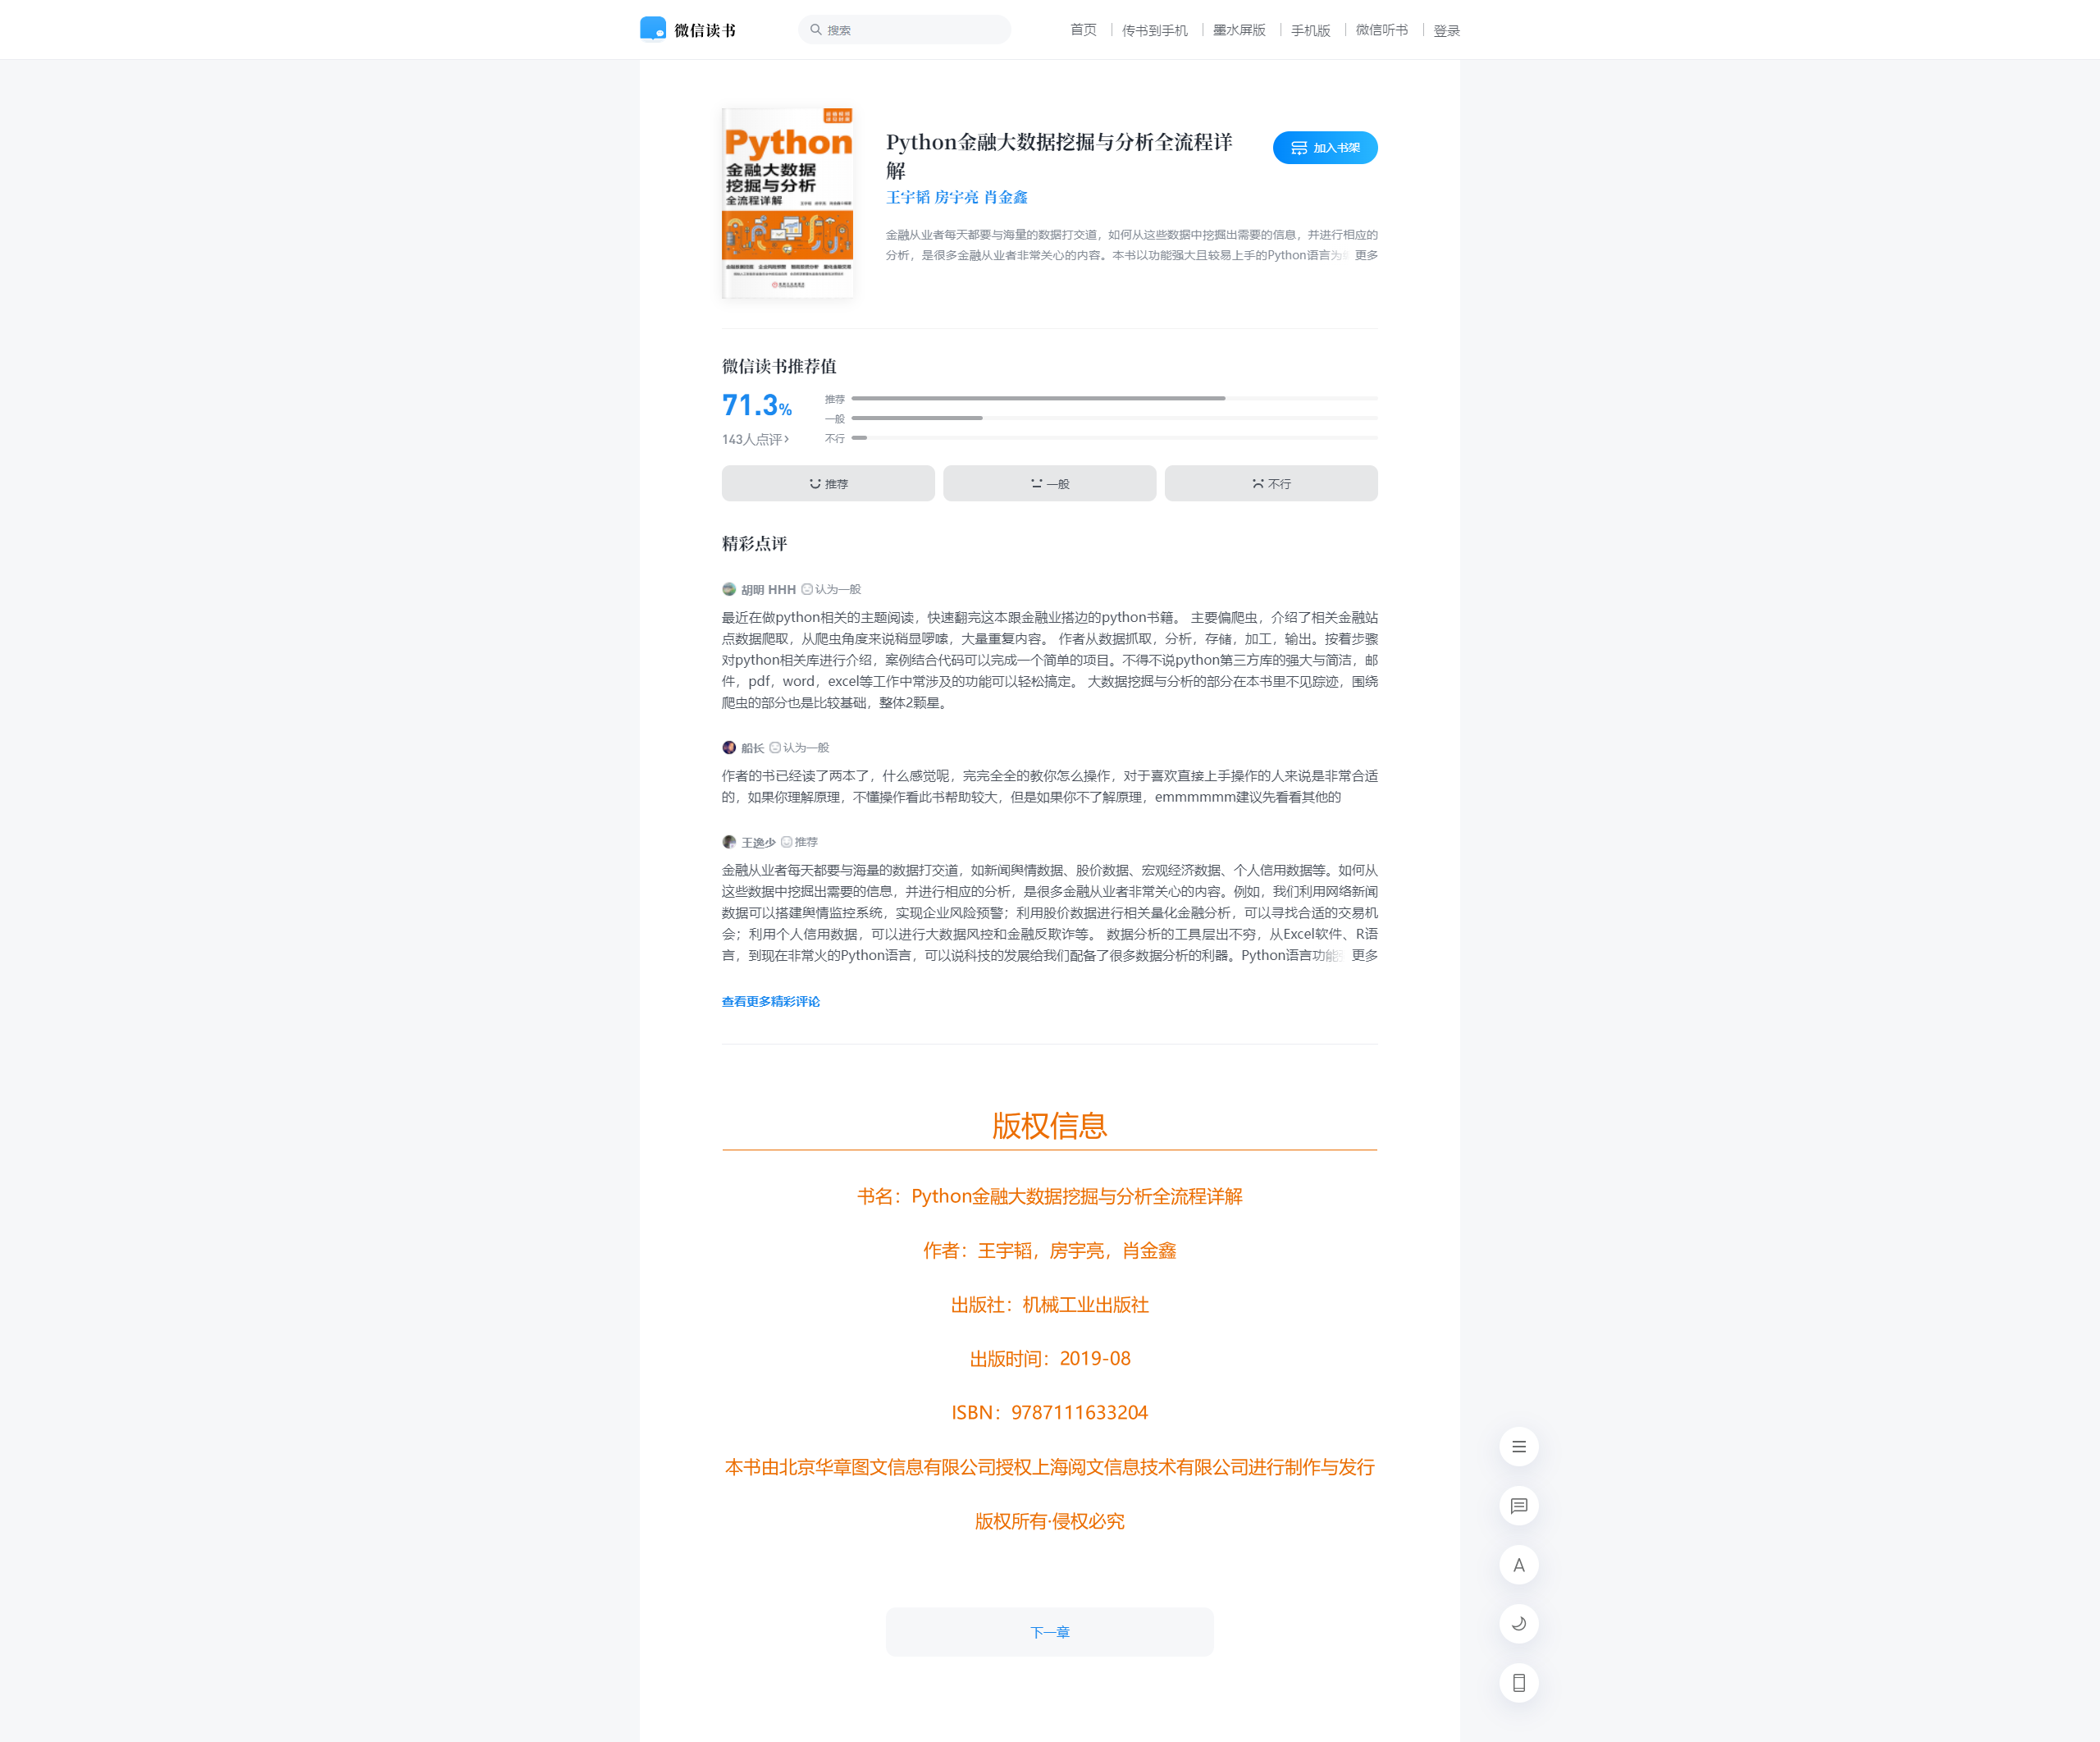 微信读书
搜索
首页
传书到手机
墨水屏版
手机版
微信听书
登录
Python
金融大数据
挖掘与分析
全流程详解
Python金融大数据挖掘与分析全流程详
解
加入书架
王宇韬 房宇亮 肖金鑫
金融从业者每天都要与海量的数据打交道，如何从这些数据中挖掘出需要的信息，并进行相应的
分析，是很多金融从业者非常关心的内容。本书以功能强大且较易上手的Python语言为 更多
微信读书推荐值
71.3%
143人点评
推荐
一般
不行
推荐
一般
不行
精彩点评
胡明 HHH 认为一般
最近在做python相关的主题阅读，快速翻完这本跟金融业搭边的python书籍。 主要偏爬虫，介绍了相关金融站
点数据爬取，从爬虫角度来说稍显啰嗦，大量重复内容。 作者从数据抓取，分析，存储，加工，输出。按着步骤
对python相关库进行介绍，案例结合代码可以完成一个简单的项目。不得不说python第三方库的强大与简洁，邮
件，pdf，word，excel等工作中常涉及的功能可以轻松搞定。 大数据挖掘与分析的部分在本书里不见踪迹，围绕
爬虫的部分也是比较基础，整体2颗星。
船长 认为一般
作者的书已经读了两本了，什么感觉呢，完完全全的教你怎么操作，对于喜欢直接上手操作的人来说是非常合适
的，如果你理解原理，不懂操作看此书帮助较大，但是如果你不了解原理，emmmmmm建议先看看其他的
王逸少 推荐
金融从业者每天都要与海量的数据打交道，如新闻舆情数据、股价数据、宏观经济数据、个人信用数据等。如何从
这些数据中挖掘出需要的信息，并进行相应的分析，是很多金融从业者非常关心的内容。例如，我们利用网络新闻
数据可以搭建舆情监控系统，实现企业风险预警；利用股价数据进行相关量化金融分析，可以寻找合适的交易机
会；利用个人信用数据，可以进行大数据风控和金融反欺诈等。 数据分析的工具层出不穷，从Excel软件、R语
言，到现在非常火的Python语言，可以说科技的发展给我们配备了很多数据分析的利器。Python语言功能 更多
查看更多精彩评论
版权信息
书名：Python金融大数据挖掘与分析全流程详解
作者：王宇韬，房宇亮，肖金鑫
出版社：机械工业出版社
出版时间：2019-08
ISBN：9787111633204
本书由北京华章图文信息有限公司授权上海阅文信息技术有限公司进行制作与发行
版权所有·侵权必究
下一章